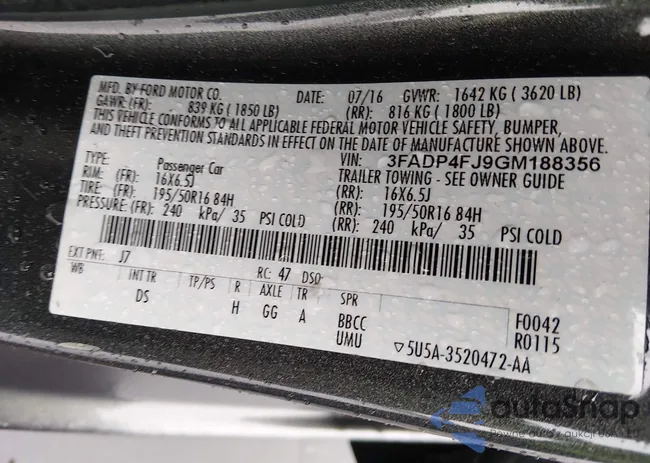 MFD. BY FORD MOTOR CO. DATE: 07/16 GVWR: 1642 KG ( 3620 LB)
GAWR: (FR): 839 KG ( 1850 LB) (RR): 816 KG ( 1800 LB)
THIS VEHICLE CONFORMS TO ALL APPLICABLE FEDERAL MOTOR VEHICLE SAFETY, BUMPER,
AND THEFT PREVENTION STANDARDS IN EFFECT ON THE DATE OF MANUFACTURE SHOWN ABOVE.
VIN: 3FADP4FJ9GM188356
TYPE: Passenger Car TRAILER TOWING - SEE OWNER GUIDE
RIM: (FR): 16X6.5J (RR): 16X6.5J
TIRE: (FR): 195/50R16 84H (RR): 195/50R16 84H
PRESSURE: (FR): 240 kPa/ 35 PSI COLD (RR): 240 kPa/ 35 PSI COLD
EXT PNT: J7 RC: 47 DSO:
WB INT TR TP/PS R AXLE TR SPR
DS H GG A BBCC F0042
UMU R0115
▽5U5A-3520472-AA
autoSnap
Pewne auto z aukcji